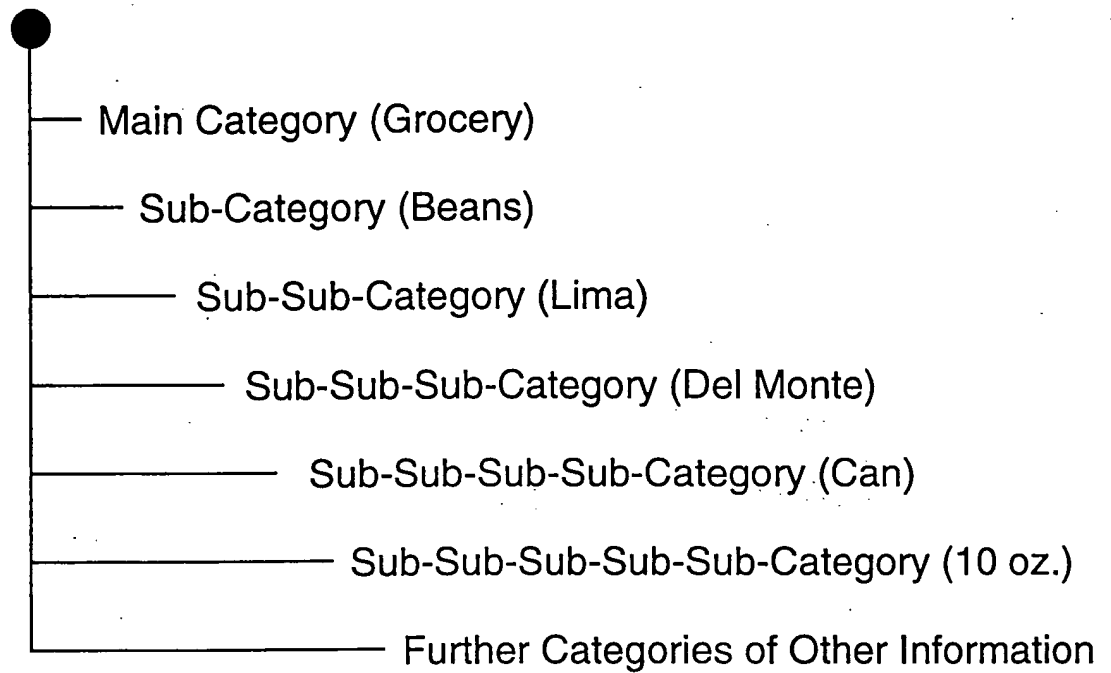 Main Category (Grocery)
Sub-Category (Beans)
Sub-Sub-Category (Lima)
Sub-Sub-Sub-Category (Del Monte)
Sub-Sub-Sub-Sub-Category (Can)
Sub-Sub-Sub-Sub-Sub-Category (10 oz.)
Further Categories of Other Information